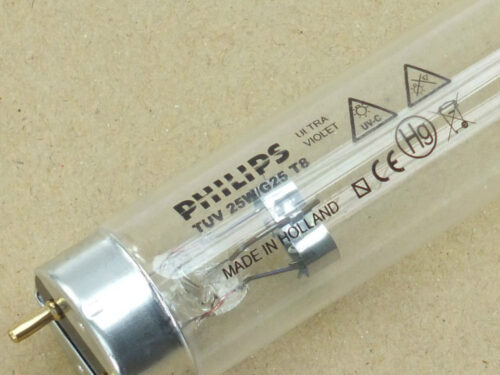 PHILIPS
TUV 25W/G25 T8
MADE IN HOLLAND
ULTRA
VIOLET
UV-C
CE
Hg